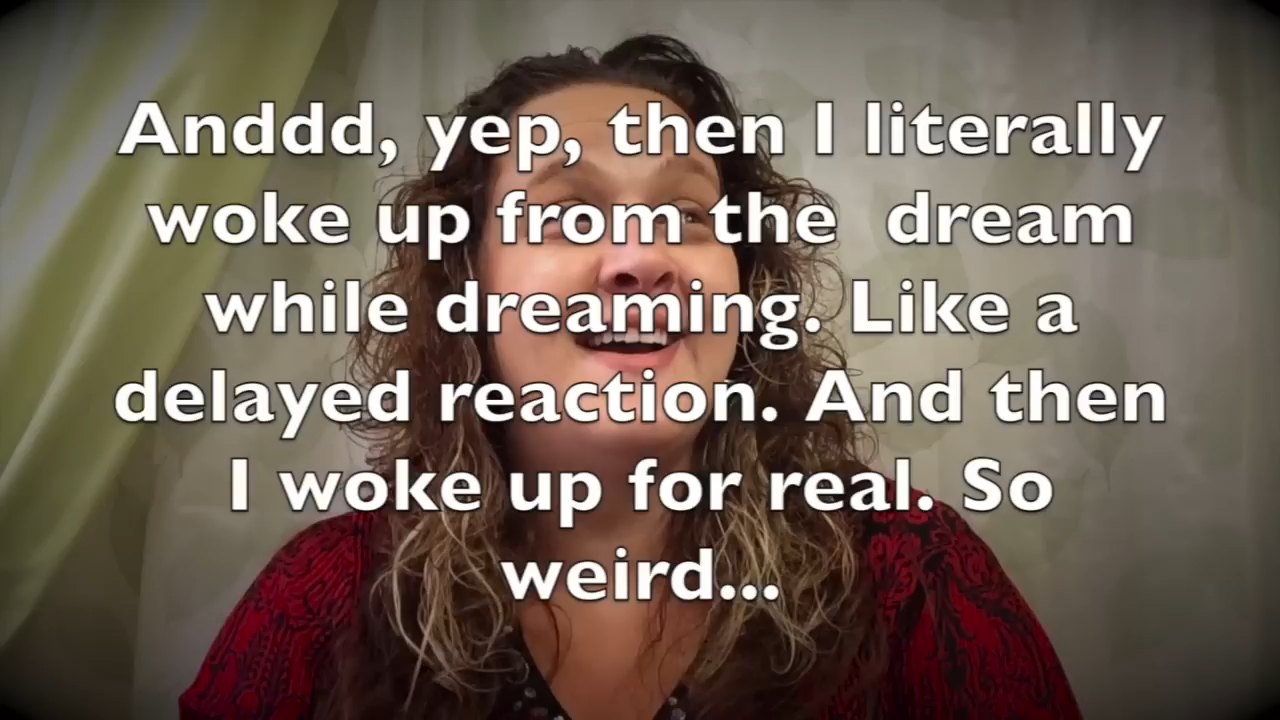 Anddd, yep, then I literally
woke up from the  dream
while dreaming. Like a
delayed reaction. And then
I woke up for real. So
weird...